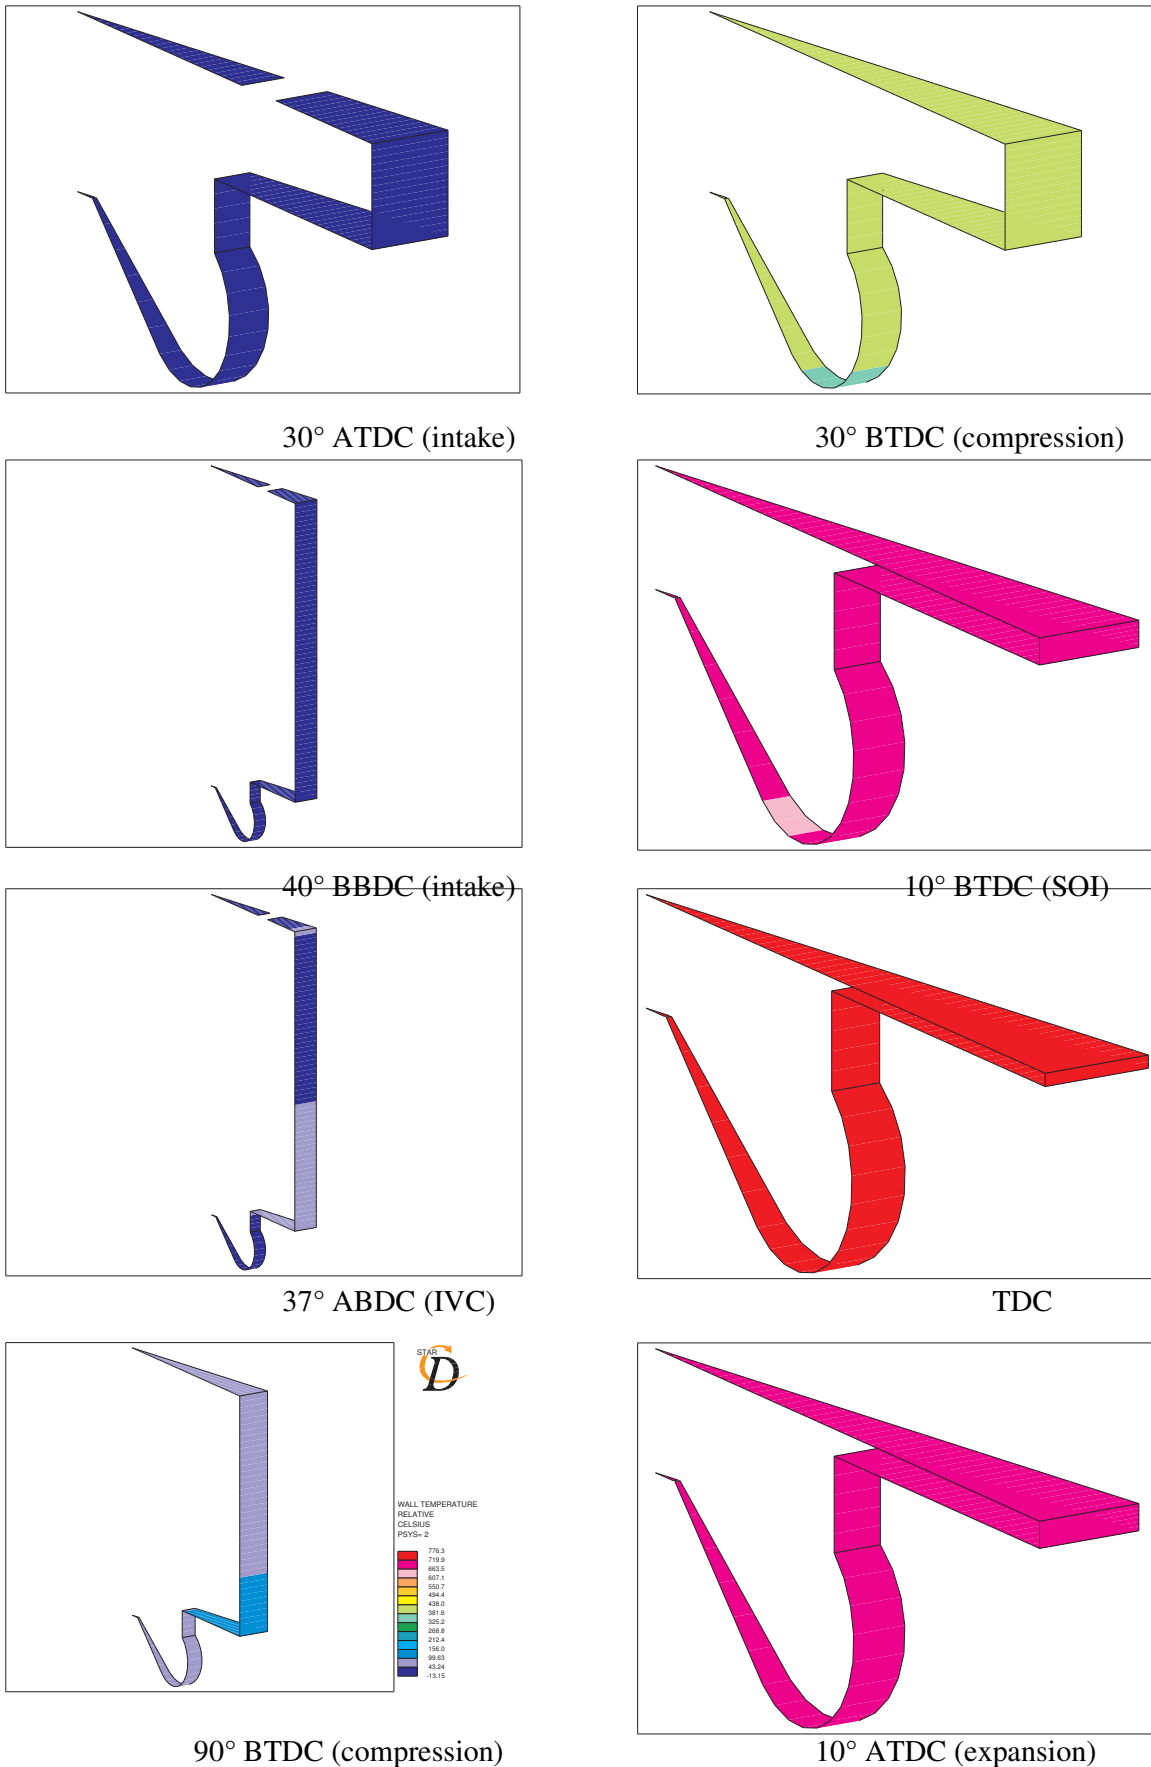 30° ATDC (intake)
30° BTDC (compression)
40° BBDC (intake)
10° BTDC (SOI)
37° ABDC (IVC)
TDC
STAR
D
WALL TEMPERATURE
RELATIVE
CELSIUS
PSYS= 2
776.3
719.9
663.5
607.1
550.7
494.4
438.0
381.6
325.2
268.8
212.4
156.0
99.63
43.24
-13.15
90° BTDC (compression)
10° ATDC (expansion)